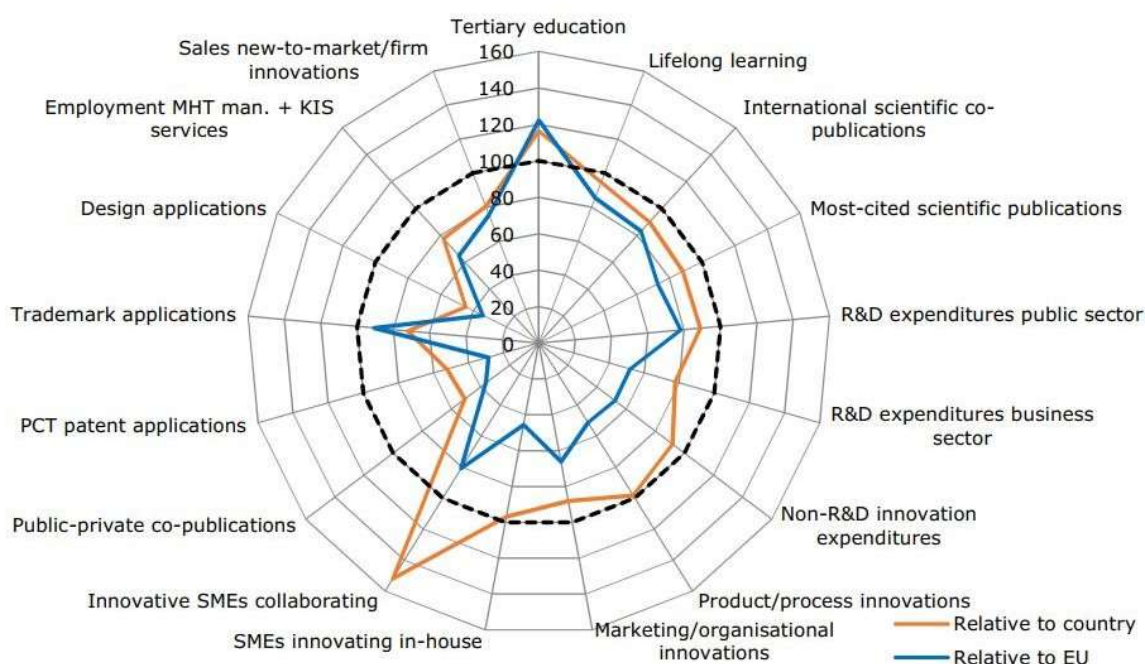 Tertiary education
Lifelong learning
International scientific co-
publications
Most-cited scientific publications
R&D expenditures public sector
R&D expenditures business
sector
Non-R&D innovation
expenditures
Product/process innovations
Marketing/organisational
innovations
SMEs innovating in-house
Innovative SMEs collaborating
Public-private co-publications
PCT patent applications
Trademark applications
Design applications
Employment MHT man. + KIS
services
Sales new-to-market/firm
innovations
160
140
120
100
80
60
40
20
0
Relative to country
Relative to EU